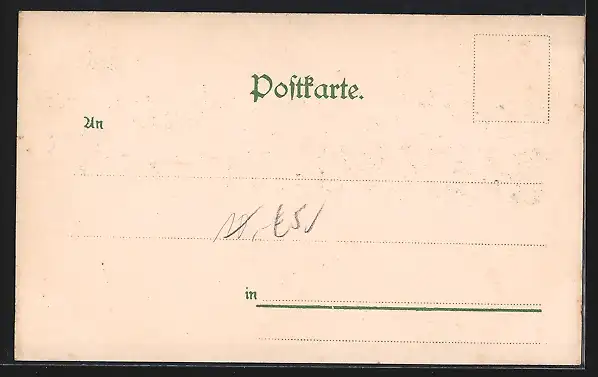 Postkarte.
An
in